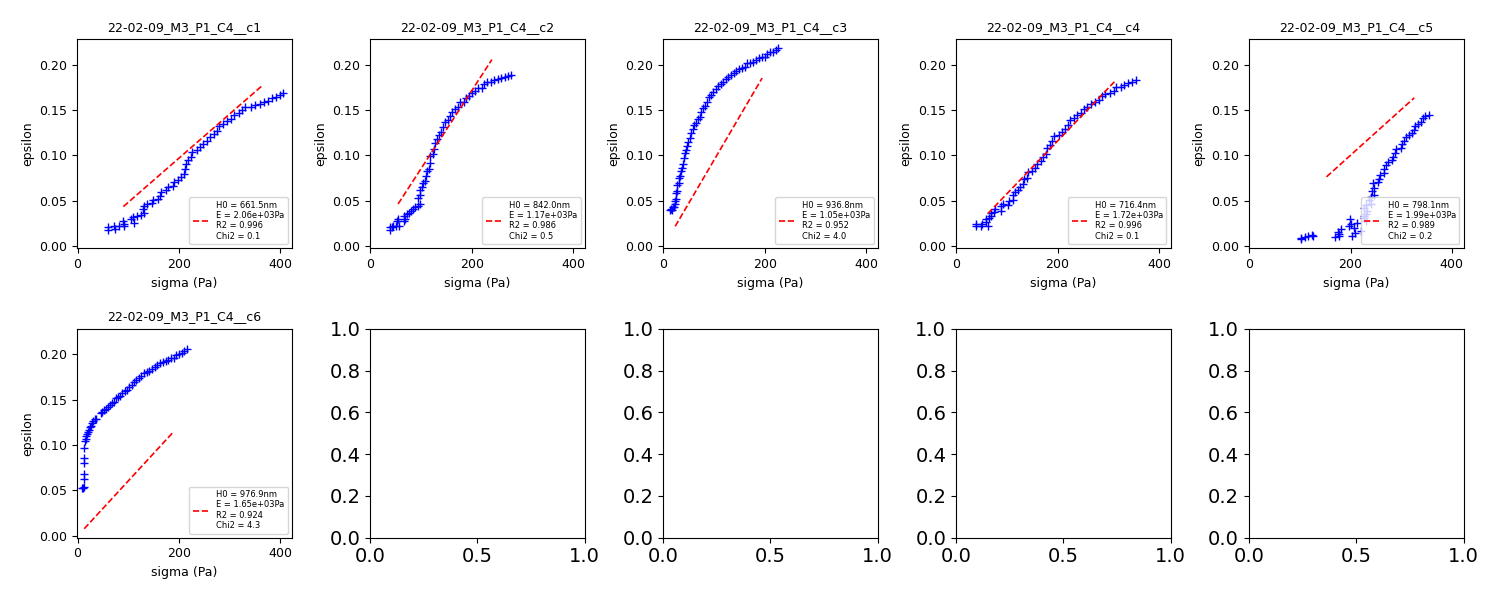 22-02-09_M3_P1_C4__c1
epsilon
0.20
0.15
0.10
0.05
0.00
H0 = 661.5nm
E = 2.06e+03Pa
R2 = 0.996
Chi2 = 0.1
0 200 400
sigma (Pa)
22-02-09_M3_P1_C4__c2
epsilon
0.20
0.15
0.10
0.05
0.00
H0 = 842.0nm
E = 1.17e+03Pa
R2 = 0.986
Chi2 = 0.5
0 200 400
sigma (Pa)
22-02-09_M3_P1_C4__c3
epsilon
0.20
0.15
0.10
0.05
0.00
H0 = 936.8nm
E = 1.05e+03Pa
R2 = 0.952
Chi2 = 4.0
0 200 400
sigma (Pa)
22-02-09_M3_P1_C4__c4
epsilon
0.20
0.15
0.10
0.05
0.00
H0 = 716.4nm
E = 1.72e+03Pa
R2 = 0.996
Chi2 = 0.1
0 200 400
sigma (Pa)
22-02-09_M3_P1_C4__c5
epsilon
0.20
0.15
0.10
0.05
0.00
H0 = 798.1nm
E = 1.99e+03Pa
R2 = 0.989
Chi2 = 0.2
0 200 400
sigma (Pa)
22-02-09_M3_P1_C4__c6
epsilon
0.20
0.15
0.10
0.05
0.00
H0 = 976.9nm
E = 1.65e+03Pa
R2 = 0.924
Chi2 = 4.3
0 200 400
sigma (Pa)
1.0
0.8
0.6
0.4
0.2
0.0
0.0 0.5 1.0
1.0
0.8
0.6
0.4
0.2
0.0
0.0 0.5 1.0
1.0
0.8
0.6
0.4
0.2
0.0
0.0 0.5 1.0
1.0
0.8
0.6
0.4
0.2
0.0
0.0 0.5 1.0